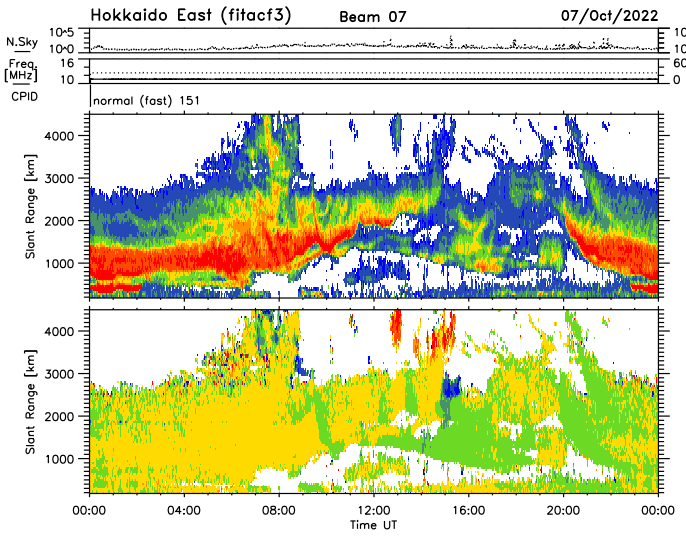 Hokkaido East (fitacf3) Beam 07 07/Oct/2022
N.Sky 10^5 10^0 10 10
Freq. [MHz] 16 10 60 0
CPID normal (fast) 151
Slant Range [km] 4000 3000 2000 1000
Slant Range [km] 4000 3000 2000 1000
00:00 04:00 08:00 12:00 16:00 20:00 00:00
Time UT